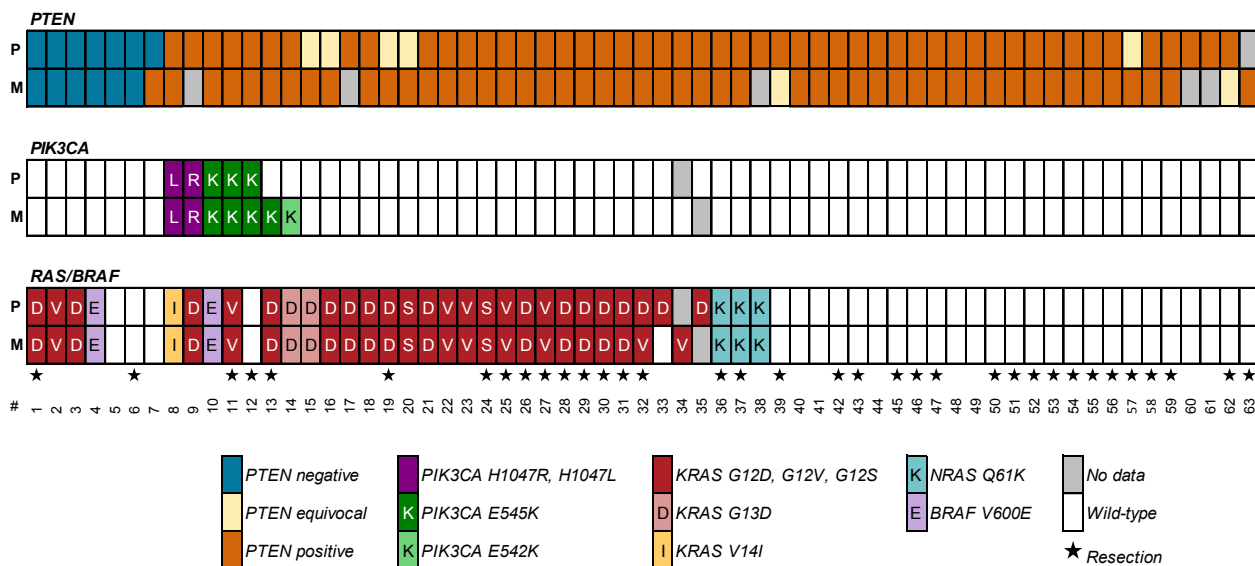 PTEN
P
M
PIK3CA
P L R K K K
M L R K K K K K
RAS/BRAF
P D V D E I D E V D D D D D D D S D V V S V D V D D D D D D D K K K
M D V D E I D E V D D D D D D D S D V V S V D V D D D D V V K K K
# 1 2 3 4 5 6 7 8 9 10 11 12 13 14 15 16 17 18 19 20 21 22 23 24 25 26 27 28 29 30 31 32 33 34 35 36 37 38 39 40 41 42 43 44 45 46 47 48 49 50 51 52 53 54 55 56 57 58 59 60 61 62 63
PTEN negative
PTEN equivocal
PTEN positive
PIK3CA H1047R, H1047L
K PIK3CA E545K
K PIK3CA E542K
KRAS G12D, G12V, G12S
D KRAS G13D
I KRAS V14I
K NRAS Q61K
E BRAF V600E
No data
Wild-type
★ Resection